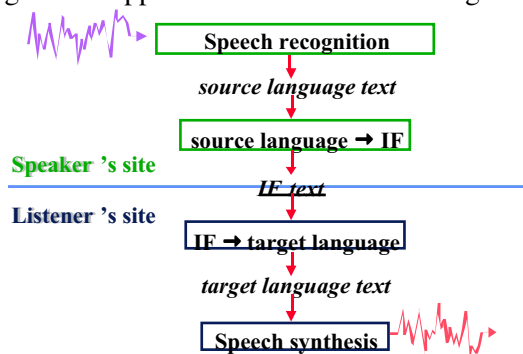 Speech recognition
source language text
source language → IF
Speaker 's site
IF text
Listener 's site
IF → target language
target language text
Speech synthesis